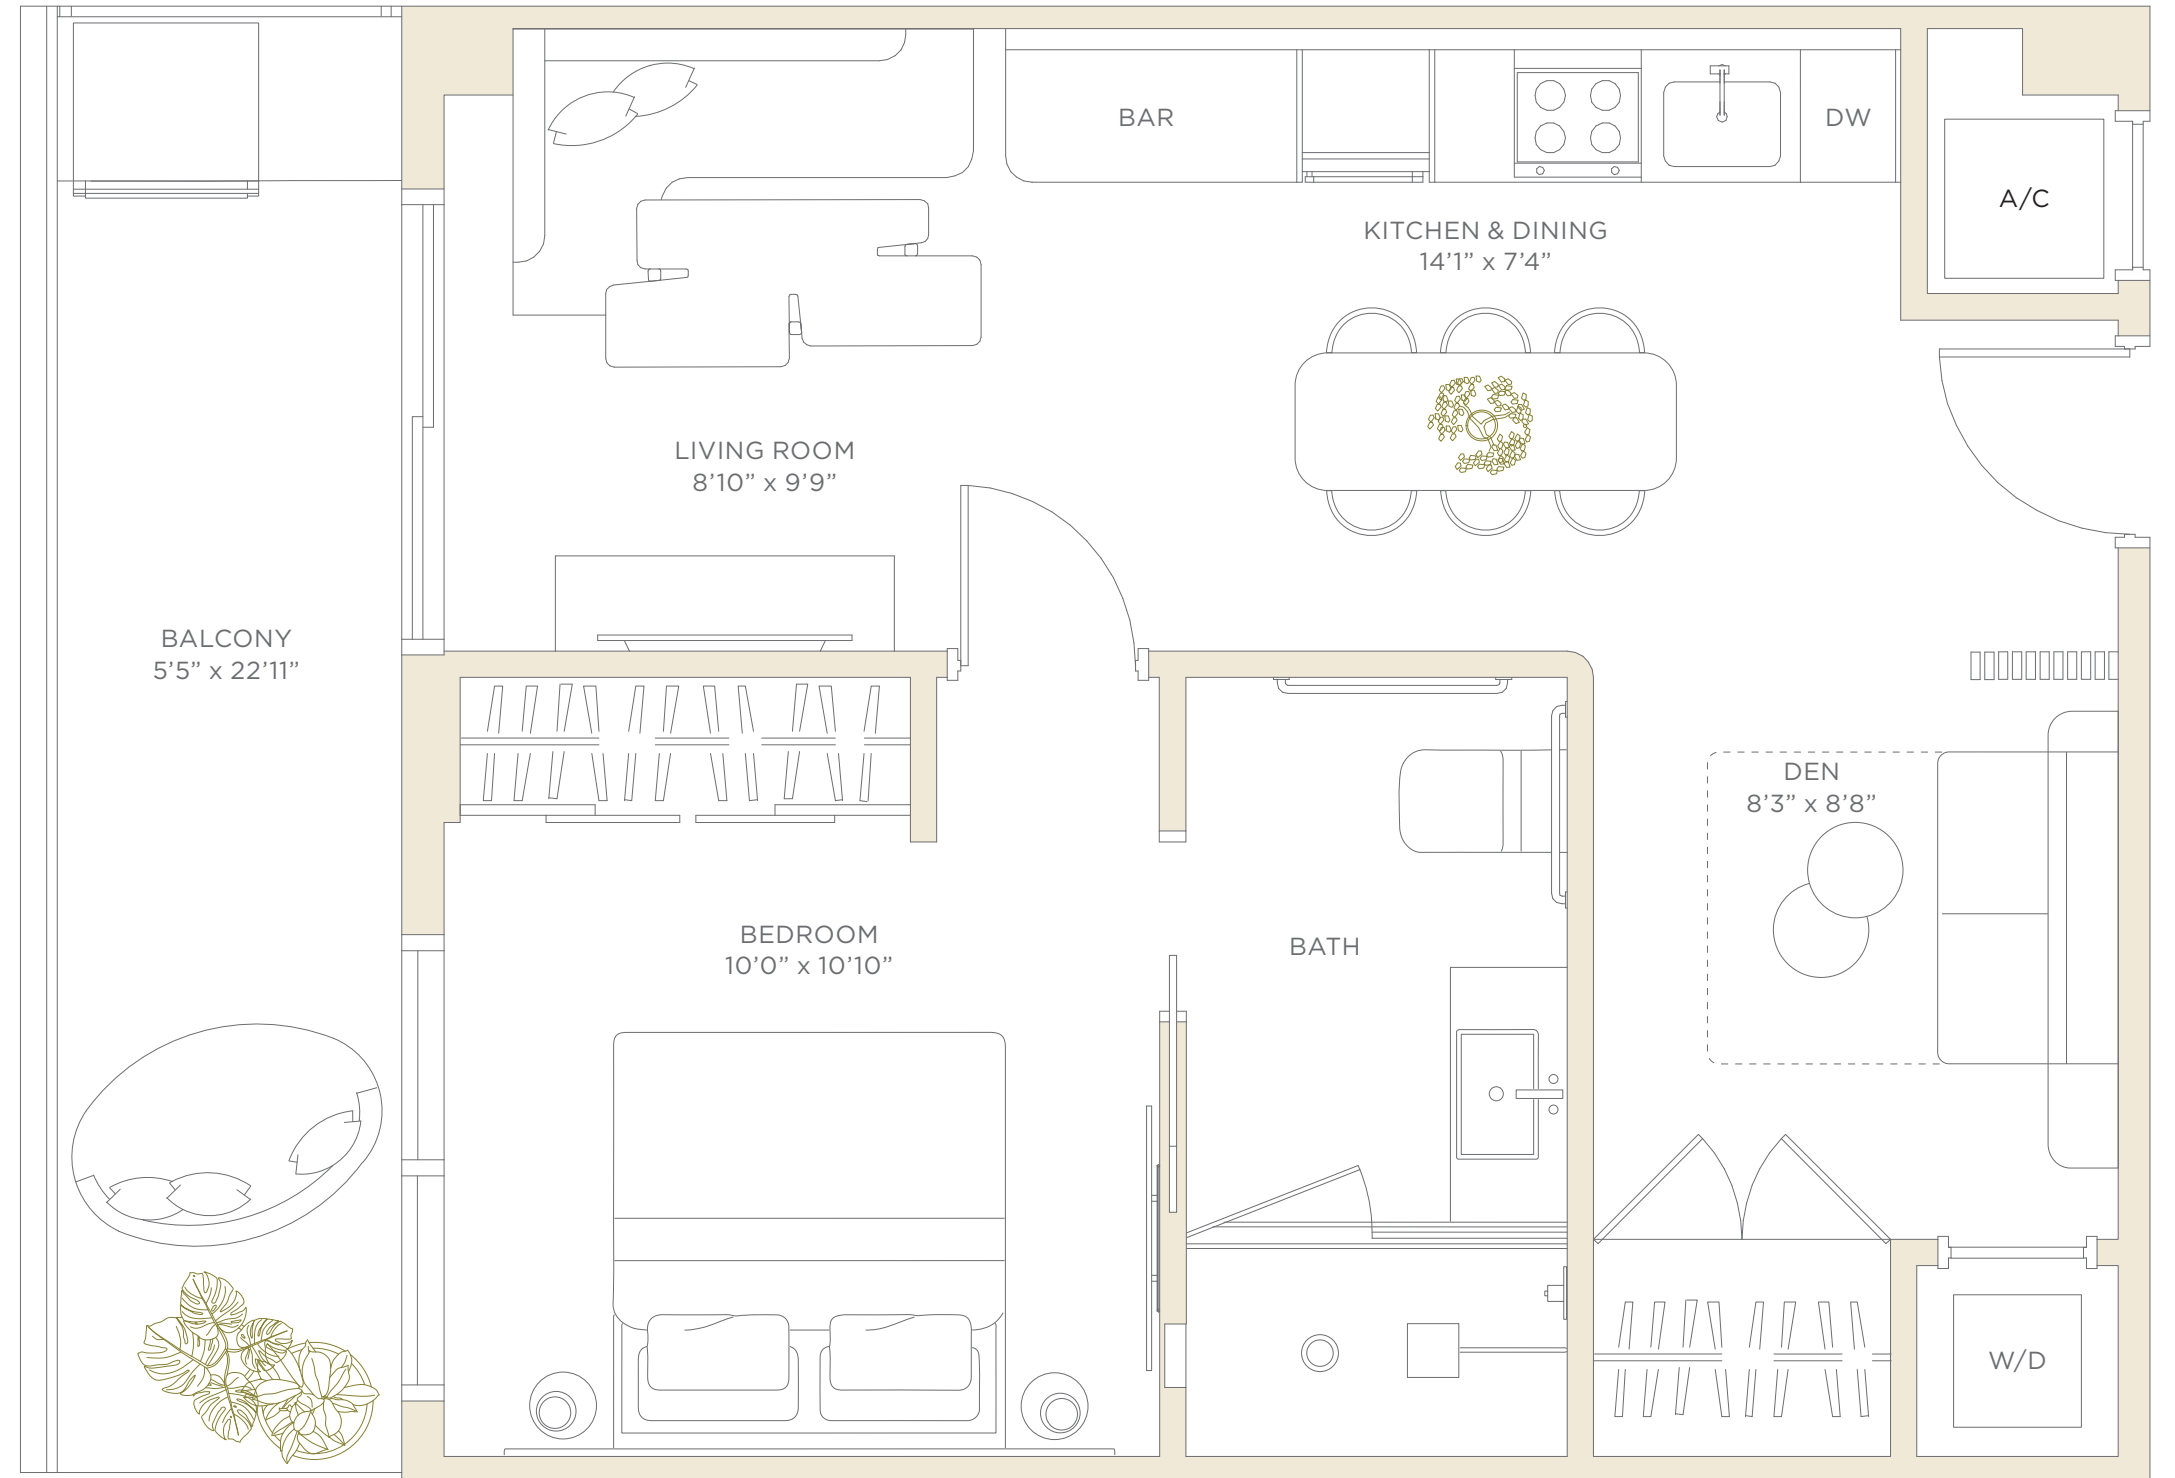 BAR
DW
A/C
KITCHEN & DINING
14’1” x 7’4”
LIVING ROOM
8’10” x 9’9”
BALCONY
5’5” x 22’11”
DEN
8’3” x 8’8”
BEDROOM
10’0” x 10’10”
BATH
W/D